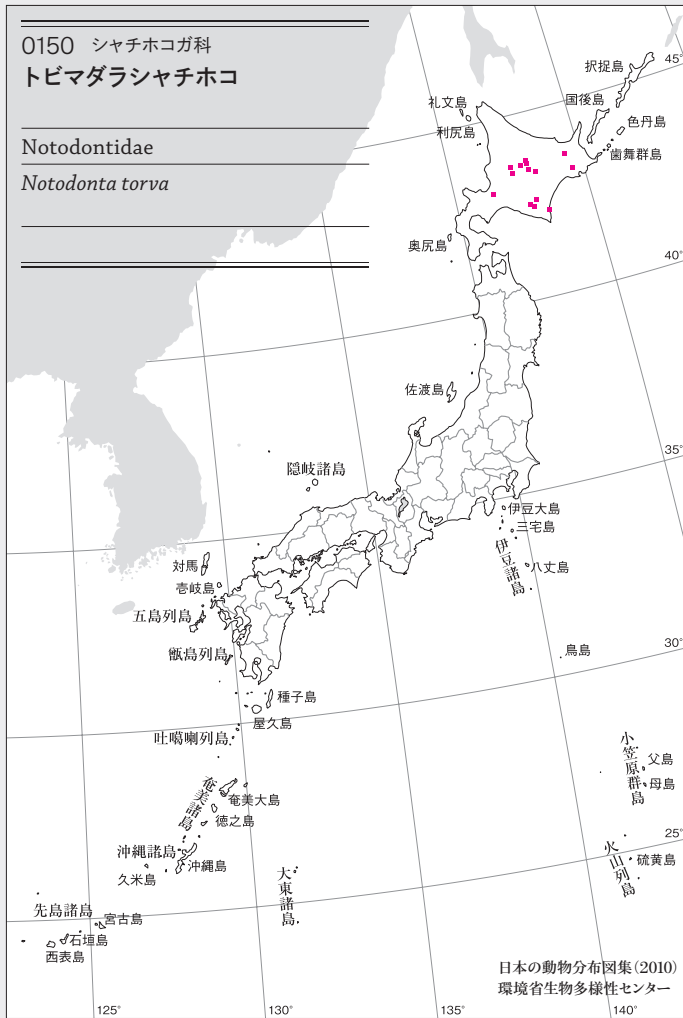 0150 シャチホコガ科
トビマダラシャチホコ
Notodontidae
Notodonta torva
択捉島
45°
礼文島
国後島
色丹島
利尻島
歯舞群島
奥尻島
40°
佐渡島
35°
隠岐諸島
伊豆大島
三宅島
対馬
八丈島
壱岐島
伊豆諸島
五島列島
甑島列島
鳥島
30°
種子島
屋久島
吐噶喇列島
小笠原群島
父島
母島
奄美諸島
奄美大島
徳之島
25°
沖縄諸島
沖縄島
火山列島
硫黄島
久米島
大東諸島
先島諸島
宮古島
石垣島
西表島
日本の動物分布図集(2010)
環境省生物多様性センター
125°
130°
135°
140°